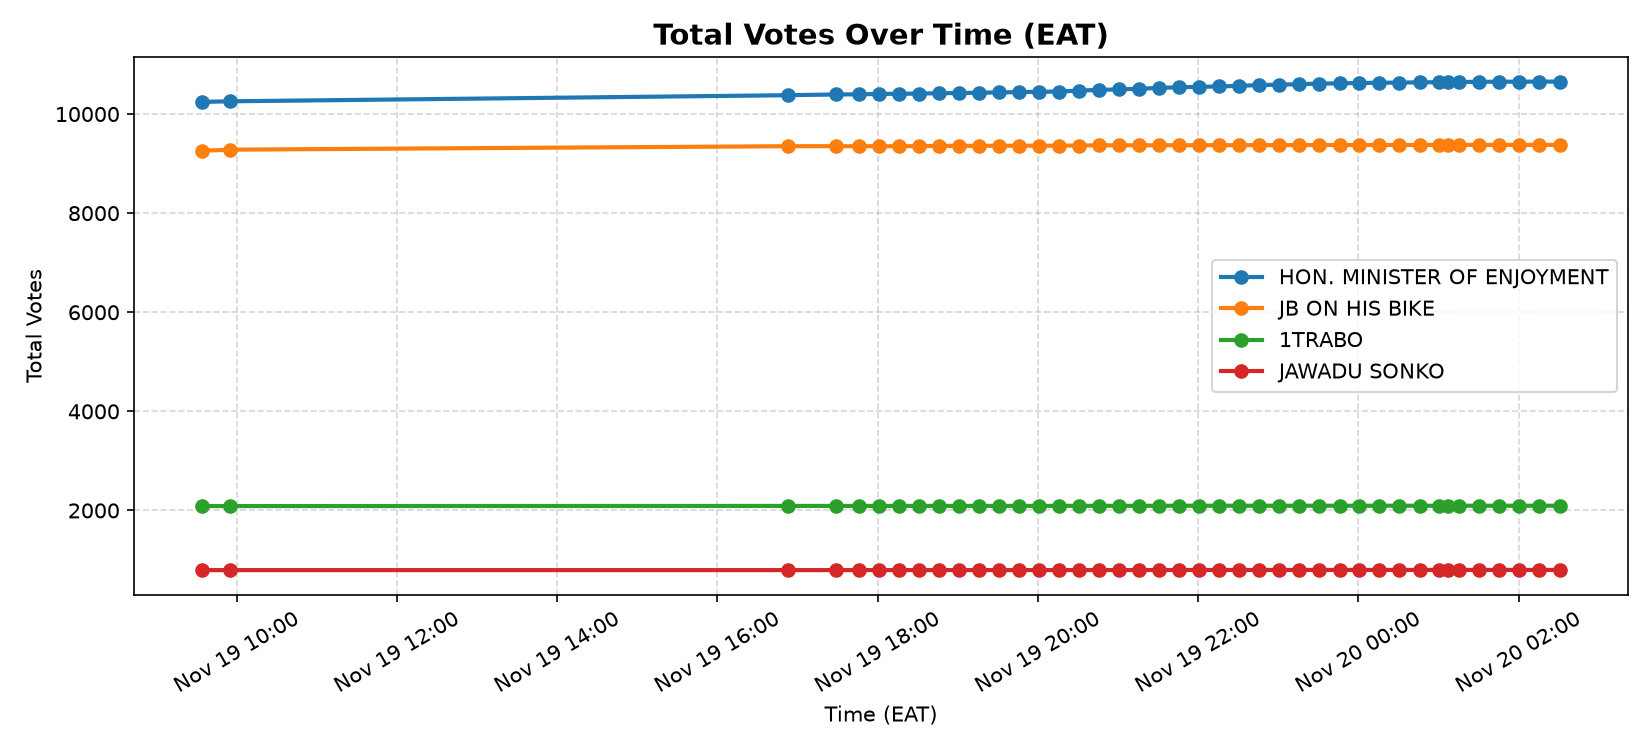 Total Votes Over Time (EAT)
Total Votes
10000
8000
6000
4000
2000
HON. MINISTER OF ENJOYMENT
JB ON HIS BIKE
1TRABO
JAWADU SONKO
Nov 19 10:00
Nov 19 12:00
Nov 19 14:00
Nov 19 16:00
Nov 19 18:00
Nov 19 20:00
Nov 19 22:00
Nov 20 00:00
Nov 20 02:00
Time (EAT)